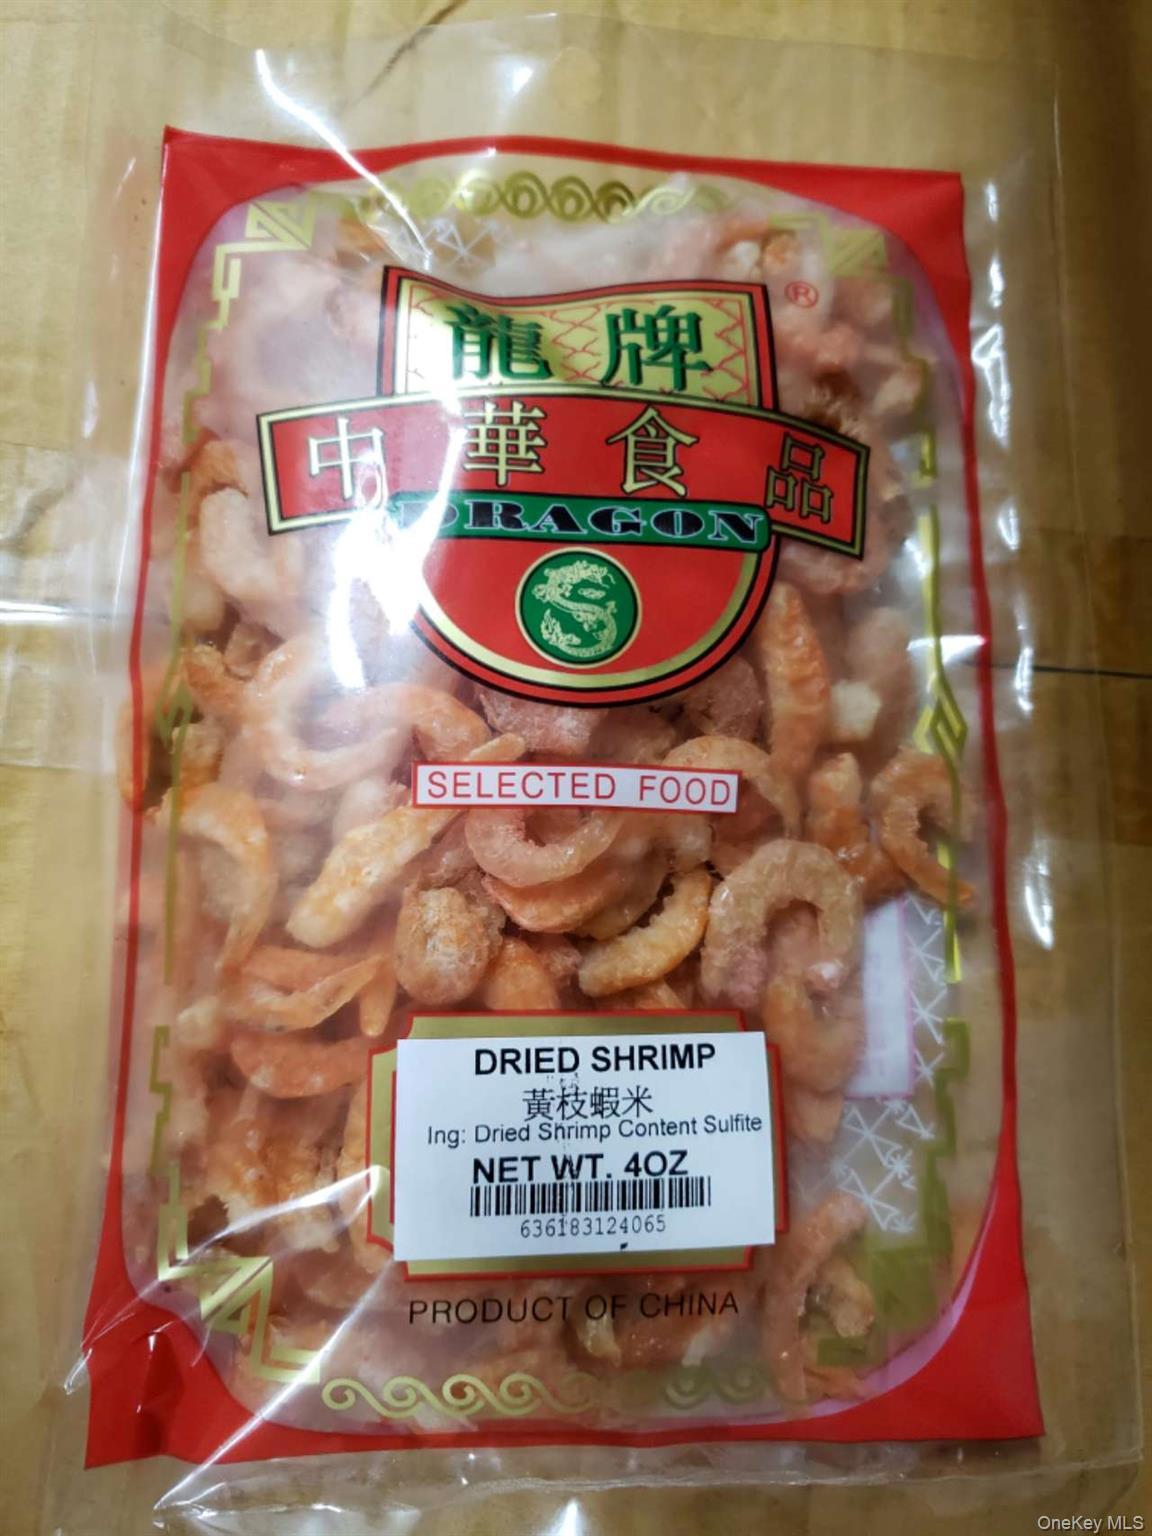 龍牌
®
中華食品
DRAGON
SELECTED FOOD
DRIED SHRIMP
黃枝蝦米
Ing: Dried Shrimp Content Sulfite
NET WT. 4OZ
636183124065
PRODUCT OF CHINA
OneKey MLS